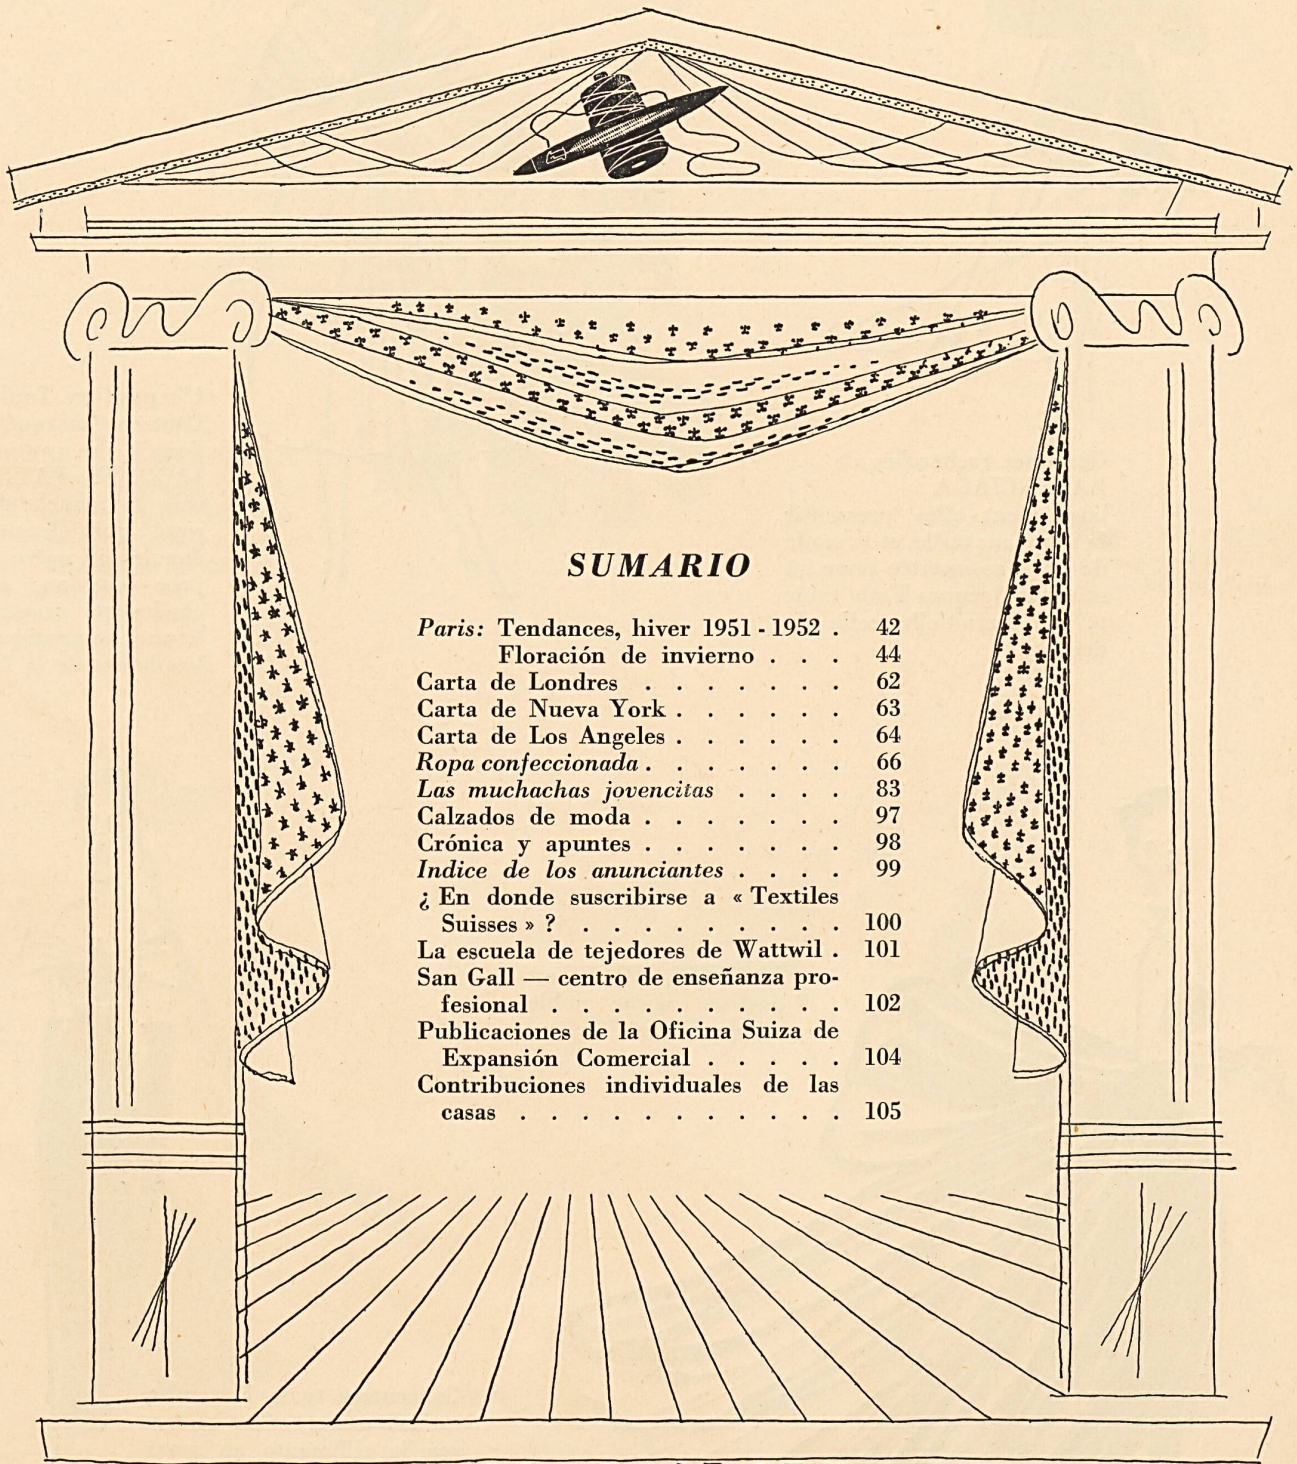 SUMARIO
Paris: Tendances, hiver 1951 - 1952 . 42
Floración de invierno . . . 44
Carta de Londres . . . . . . . 62
Carta de Nueva York . . . . . . 63
Carta de Los Angeles . . . . . . 64
Ropa confeccionada . . . . . . . 66
Las muchachas jovencitas . . . . 83
Calzados de moda . . . . . . . 97
Crónica y apuntes . . . . . . . 98
Indice de los anunciantes . . . . 99
¿ En donde suscribirse a « Textiles
Suisses » ? . . . . . . . . . 100
La escuela de tejedores de Wattwil . 101
San Gall — centro de enseñanza pro-
fesional . . . . . . . . . . 102
Publicaciones de la Oficina Suiza de
Expansión Comercial . . . . . 104
Contribuciones individuales de las
casas . . . . . . . . . . . 105